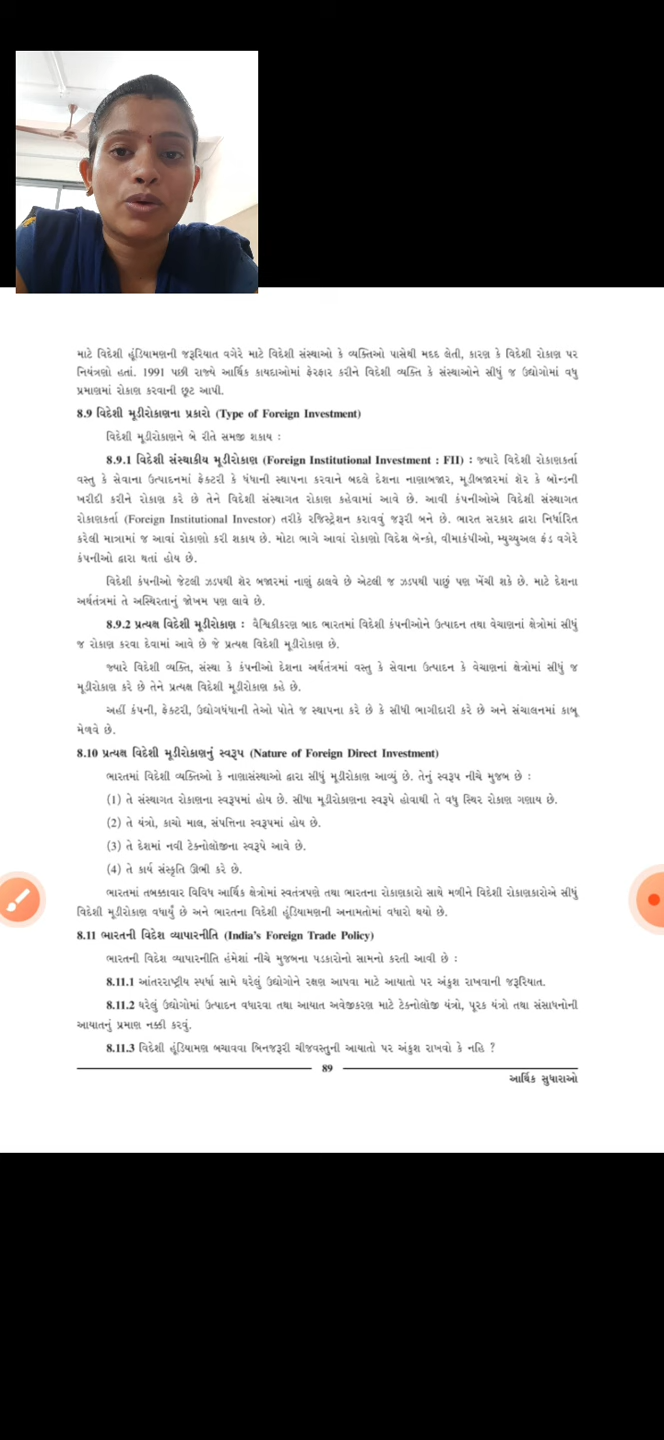 માટે વિદેશી હૂંડિયામણની જરૂરિયાત વગેરે માટે વિદેશી સંસ્થાઓ કે વ્યક્તિઓ પાસેથી મદદ લેતી, કારણ કે વિદેશી રોકાણ પર
નિયંત્રણો હતાં. 1991 પછી રાજ્યે આર્થિક કાયદાઓમાં ફેરફાર કરીને વિદેશી વ્યક્તિ કે સંસ્થાઓને સીધું જ ઉદ્યોગોમાં વધુ
પ્રમાણમાં રોકાણ કરવાની છૂટ આપી.
8.9 વિદેશી મૂડીરોકાણના પ્રકારો (Type of Foreign Investment)
વિદેશી મૂડીરોકાણને બે રીતે સમજી શકાય :
8.9.1 વિદેશી સંસ્થાકીય મૂડીરોકાણ (Foreign Institutional Investment : FII) : જ્યારે વિદેશી રોકાણકર્તા
વસ્તુ કે સેવાના ઉત્પાદનમાં ફેક્ટરી કે ધંધાની સ્થાપના કરવાને બદલે દેશના નાણાબજાર, મૂડીબજારમાં શૅર કે બૉન્ડની
ખરીદી કરીને રોકાણ કરે છે તેને વિદેશી સંસ્થાગત રોકાણ કહેવામાં આવે છે. આવી કંપનીઓએ વિદેશી સંસ્થાગત
રોકાણકર્તા (Foreign Institutional Investor) તરીકે રજિસ્ટ્રેશન કરાવવું જરૂરી બને છે. ભારત સરકાર દ્વારા નિર્ધારિત
કરેલી માત્રામાં જ આવાં રોકાણો કરી શકાય છે. મોટા ભાગે આવાં રોકાણો વિદેશ બેન્કો, વીમાકંપીઓ, મ્યુચ્યુઅલ ફંડ વગેરે
કંપનીઓ દ્વારા થતાં હોય છે.
વિદેશી કંપનીઓ જેટલી ઝડપથી શેર બજારમાં નાણું ઠાલવે છે એટલી જ ઝડપથી પાછું પણ ખેંચી શકે છે. માટે દેશના
અર્થતંત્રમાં તે અસ્થિરતાનું જોખમ પણ લાવે છે.
8.9.2 પ્રત્યક્ષ વિદેશી મૂડીરોકાણ : વૈશ્વિકીકરણ બાદ ભારતમાં વિદેશી કંપનીઓને ઉત્પાદન તથા વેચાણનાં ક્ષેત્રોમાં સીધું
જ રોકાણ કરવા દેવામાં આવે છે જે પ્રત્યક્ષ વિદેશી મૂડીરોકાણ છે.
જ્યારે વિદેશી વ્યક્તિ, સંસ્થા કે કંપનીઓ દેશના અર્થતંત્રમાં વસ્તુ કે સેવાના ઉત્પાદન કે વેચાણનાં ક્ષેત્રોમાં સીધું જ
મૂડીરોકાણ કરે છે તેને પ્રત્યક્ષ વિદેશી મૂડીરોકાણ કહે છે.
અહીં કંપની, ફેક્ટરી, ઉદ્યોગધંધાની તેઓ પોતે જ સ્થાપના કરે છે કે સીધી ભાગીદારી કરે છે અને સંચાલનમાં કાબૂ
મેળવે છે.
8.10 પ્રત્યક્ષ વિદેશી મૂડીરોકાણનું સ્વરૂપ (Nature of Foreign Direct Investment)
ભારતમાં વિદેશી વ્યક્તિઓ કે નાણાસંસ્થાઓ દ્વારા સીધું મૂડીરોકાણ આવ્યું છે. તેનું સ્વરૂપ નીચે મુજબ છે :
(1) તે સંસ્થાગત રોકાણના સ્વરૂપમાં હોય છે. સીધા મૂડીરોકાણના સ્વરૂપે હોવાથી તે વધુ સ્થિર રોકાણ ગણાય છે.
(2) તે યંત્રો, કાચો માલ, સંપત્તિના સ્વરૂપમાં હોય છે.
(3) તે દેશમાં નવી ટેક્નોલોજીના સ્વરૂપે આવે છે.
(4) તે કાર્ય સંસ્કૃતિ ઊભી કરે છે.
ભારતમાં તબક્કાવાર વિવિધ આર્થિક ક્ષેત્રોમાં સ્વતંત્રપણે તથા ભારતના રોકાણકારો સાથે મળીને વિદેશી રોકાણકારોએ સીધું
વિદેશી મૂડીરોકાણ વધાર્યું છે અને ભારતના વિદેશી હૂંડિયામણની અનામતોમાં વધારો થયો છે.
8.11 ભારતની વિદેશ વ્યાપારનીતિ (India's Foreign Trade Policy)
ભારતની વિદેશ વ્યાપારનીતિ હંમેશાં નીચે મુજબના પડકારોનો સામનો કરતી આવી છે :
8.11.1 આંતરરાષ્ટ્રીય સ્પર્ધા સામે ઘરેલું ઉદ્યોગોને રક્ષણ આપવા માટે આયાતો પર અંકુશ રાખવાની જરૂરિયાત.
8.11.2 ઘરેલું ઉદ્યોગોમાં ઉત્પાદન વધારવા તથા આયાત અવેજીકરણ માટે ટેક્નોલૉજી યંત્રો, પૂરક યંત્રો તથા સંસાધનોની
આયાતનું પ્રમાણ નક્કી કરવું.
8.11.3 વિદેશી હૂંડિયામણ બચાવવા બિનજરૂરી ચીજવસ્તુની આયાતો પર અંકુશ રાખવો કે નહિ ?
89
આર્થિક સુધારાઓ